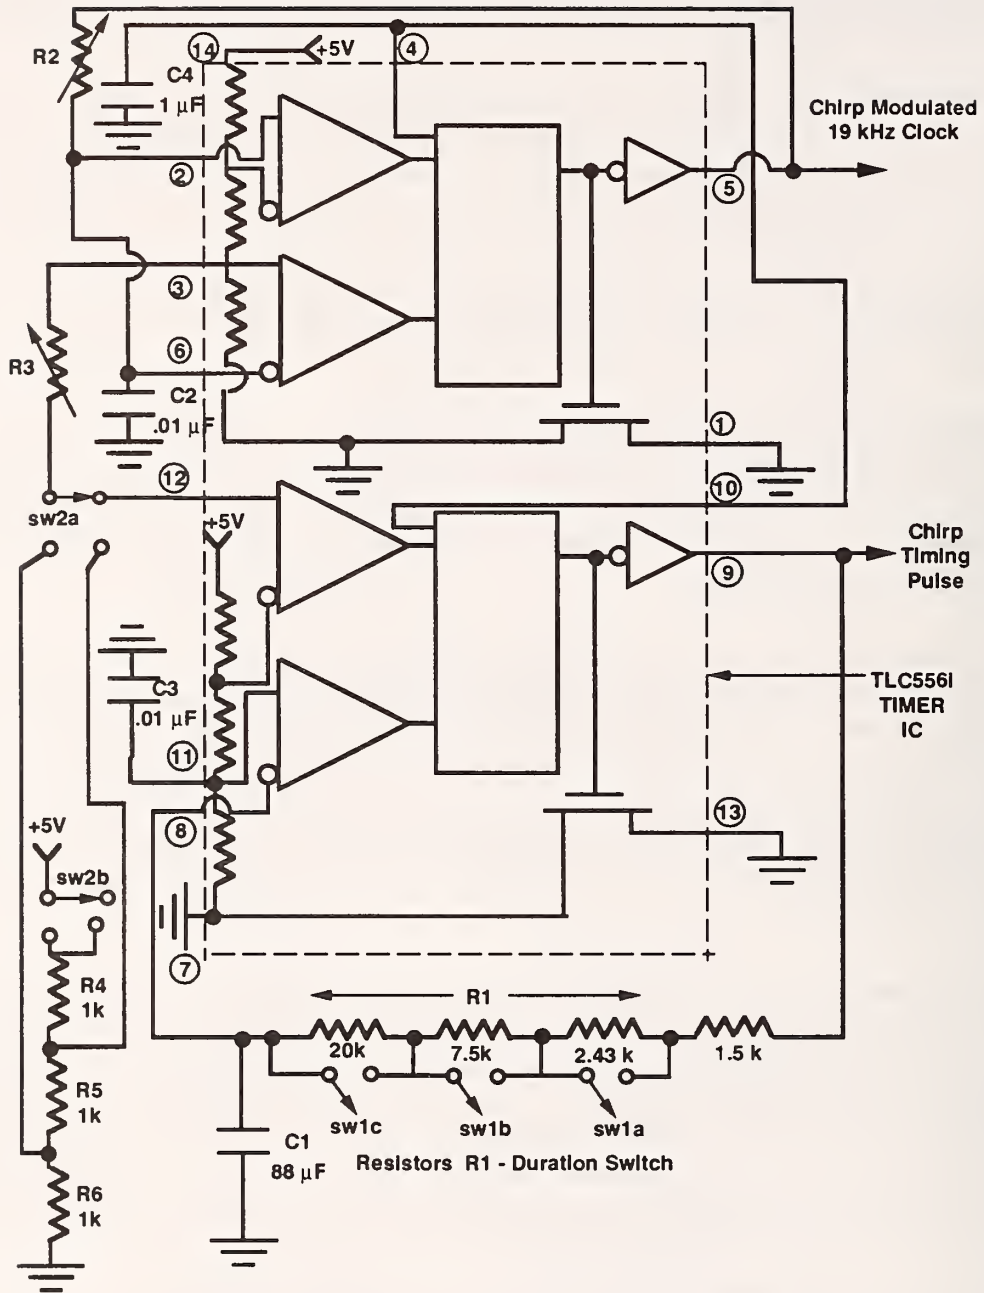 R2
C4
1 µF
14
+5V
4
2
Chirp Modulated
19 kHz Clock
5
3
6
R3
C2
.01 µF
1
12
10
sw2a
+5V
Chirp
Timing
Pulse
9
C3
.01 µF
TLC556I
TIMER
IC
11
8
13
+5V
sw2b
7
R4
1k
R1
20k
7.5k
2.43 k
1.5 k
R5
1k
sw1c
sw1b
sw1a
C1
88 µF
Resistors R1 - Duration Switch
R6
1k